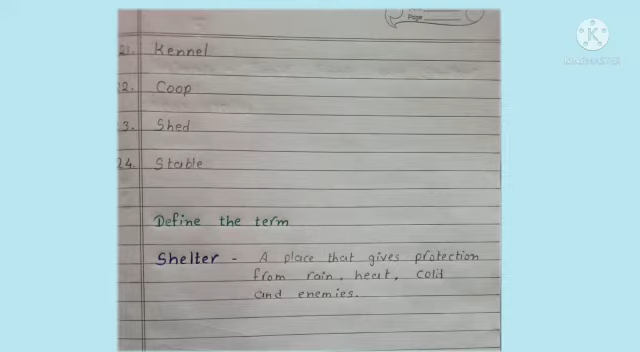 Page
21. Kennel
22. Coop
23. Shed
24. Stable
Define the term
Shelter - A place that gives protection
from rain, heat, cold
and enemies.
K